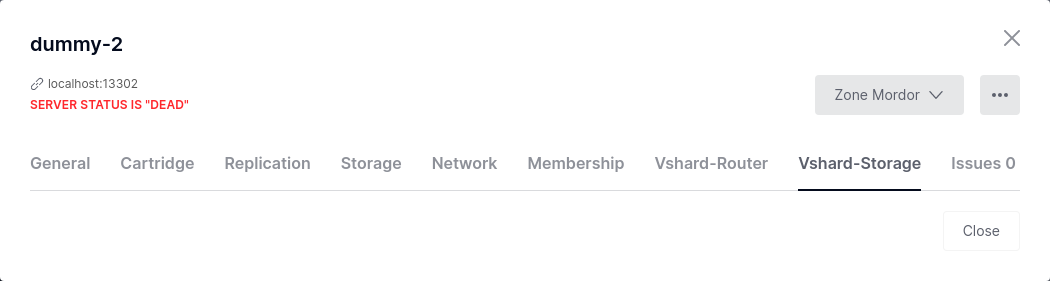 dummy-2
localhost:13302
SERVER STATUS IS "DEAD"
Zone Mordor
General Cartridge Replication Storage Network Membership Vshard-Router Vshard-Storage Issues 0
Close